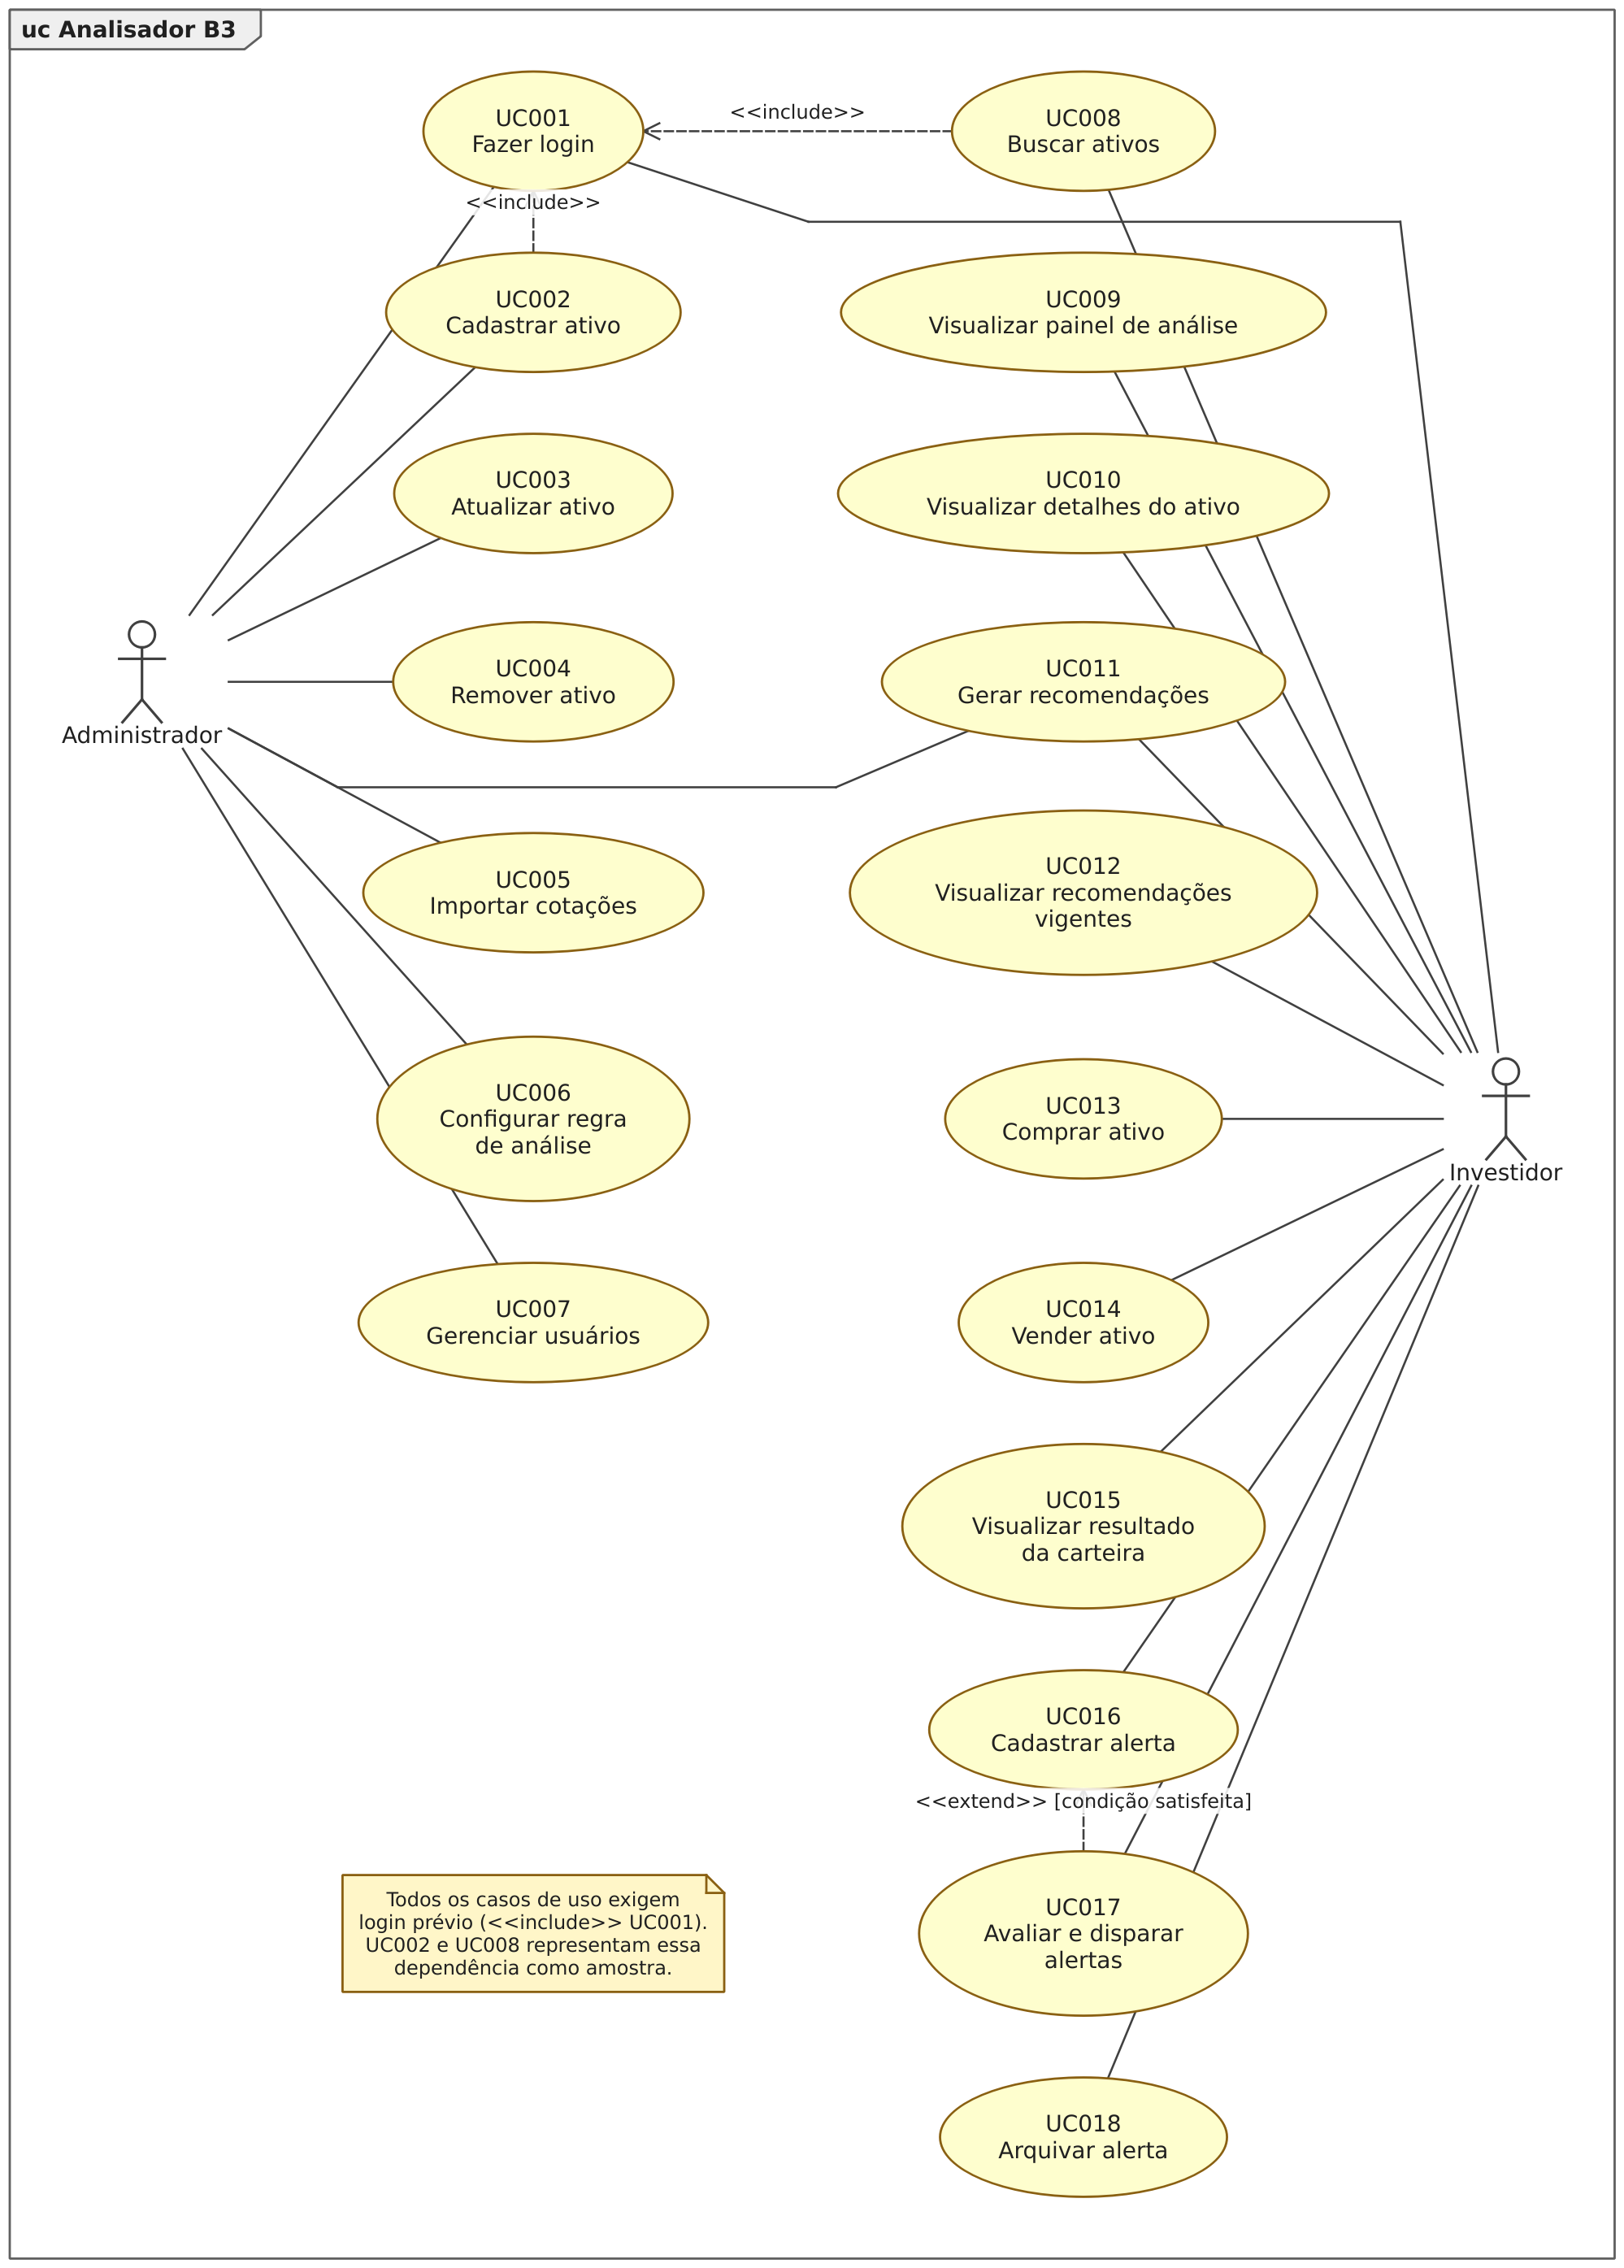 uc Analisador B3
UC001
Fazer login
<<include>>
UC008
Buscar ativos
<<include>>
UC002
Cadastrar ativo
UC009
Visualizar painel de análise
UC003
Atualizar ativo
UC010
Visualizar detalhes do ativo
UC004
Remover ativo
UC011
Gerar recomendações
Administrador
UC005
Importar cotações
UC012
Visualizar recomendações
vigentes
UC006
Configurar regra
de análise
UC013
Comprar ativo
Investidor
UC007
Gerenciar usuários
UC014
Vender ativo
UC015
Visualizar resultado
da carteira
UC016
Cadastrar alerta
<<extend>> [condição satisfeita]
Todos os casos de uso exigem
login prévio (<<include>> UC001).
UC002 e UC008 representam essa
dependência como amostra.
UC017
Avaliar e disparar
alertas
UC018
Arquivar alerta